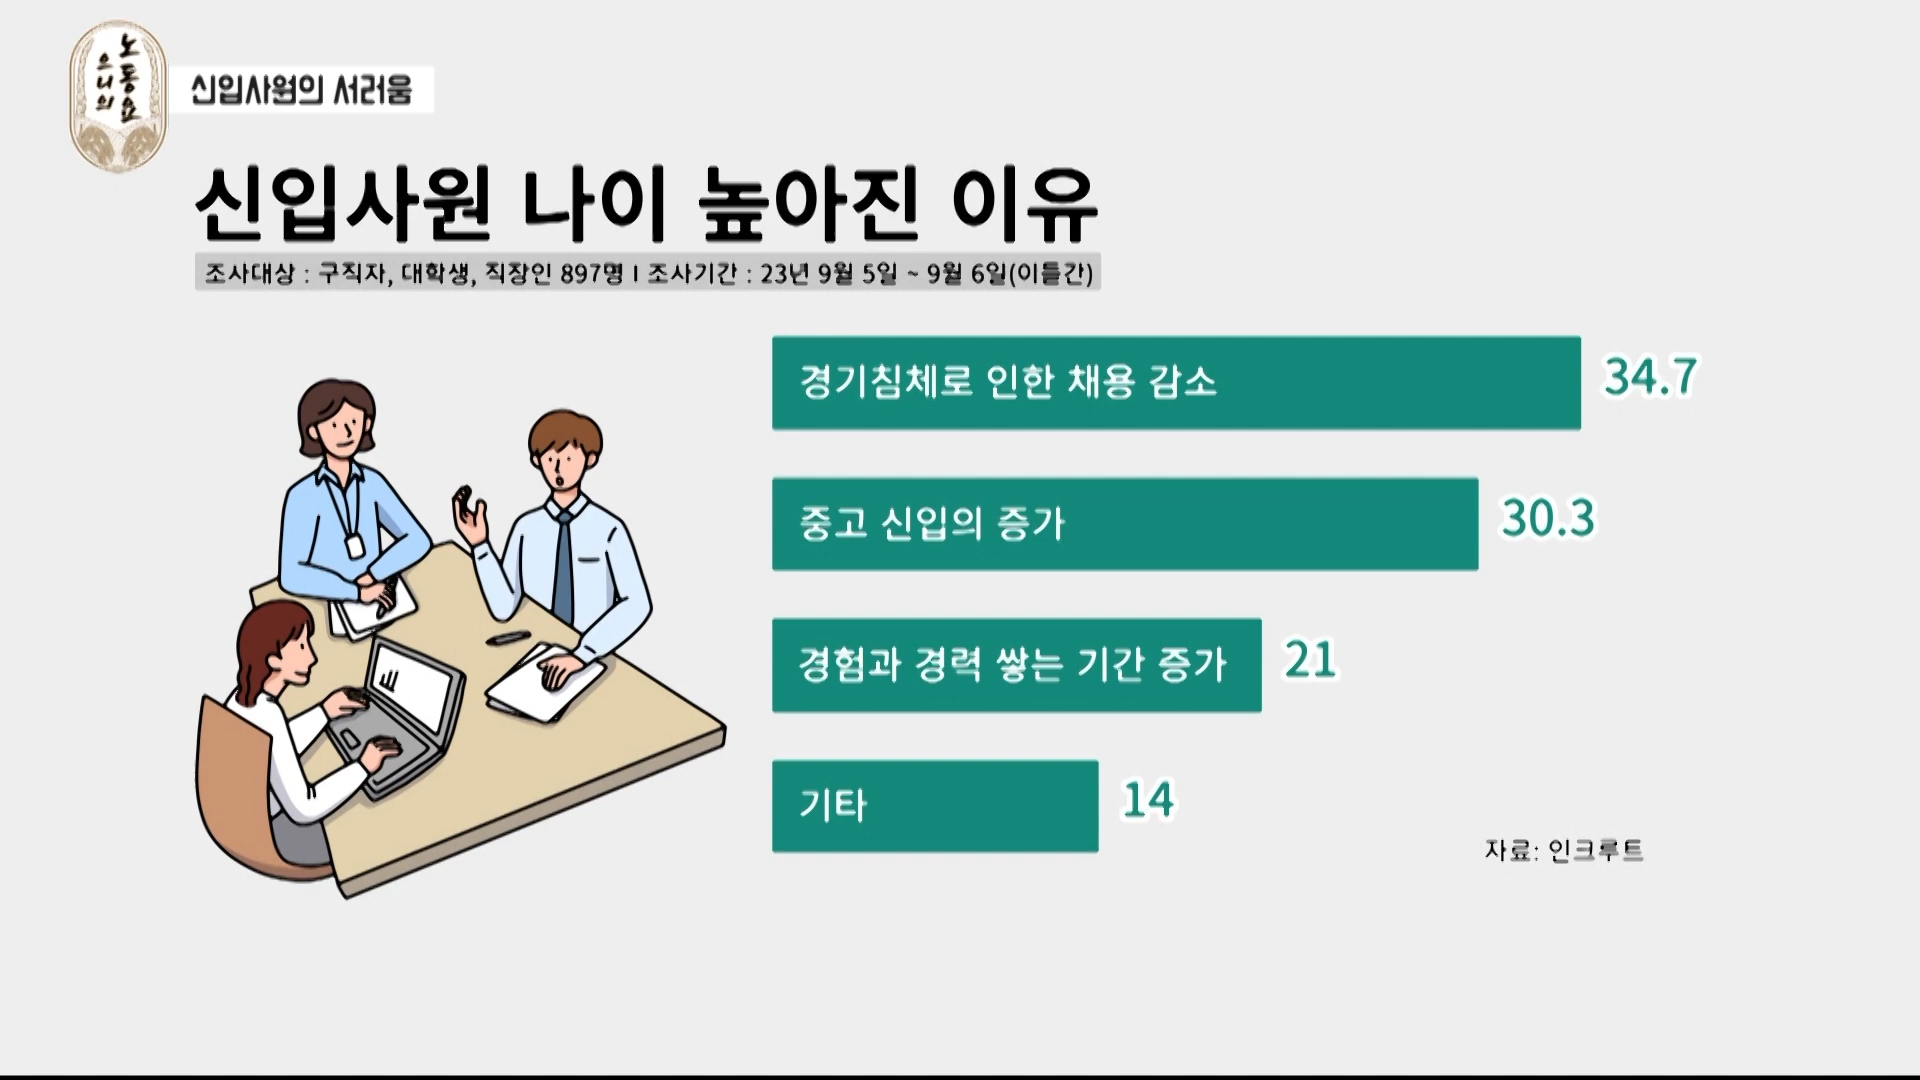 노동요
으니의
신입사원의 서러움
신입사원 나이 높아진 이유
조사대상 : 구직자, 대학생, 직장인 897명 I 조사기간 : 23년 9월 5일 ~ 9월 6일(이틀간)
경기침체로 인한 채용 감소 34.7
중고 신입의 증가 30.3
경험과 경력 쌓는 기간 증가 21
기타 14
자료: 인크루트